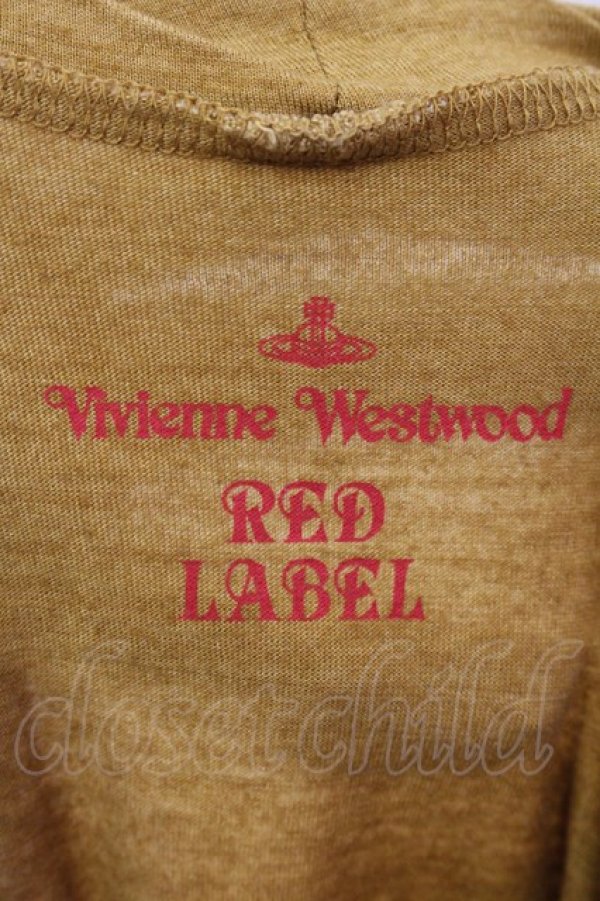 Vivienne Westwood
RED
LABEL
closet child